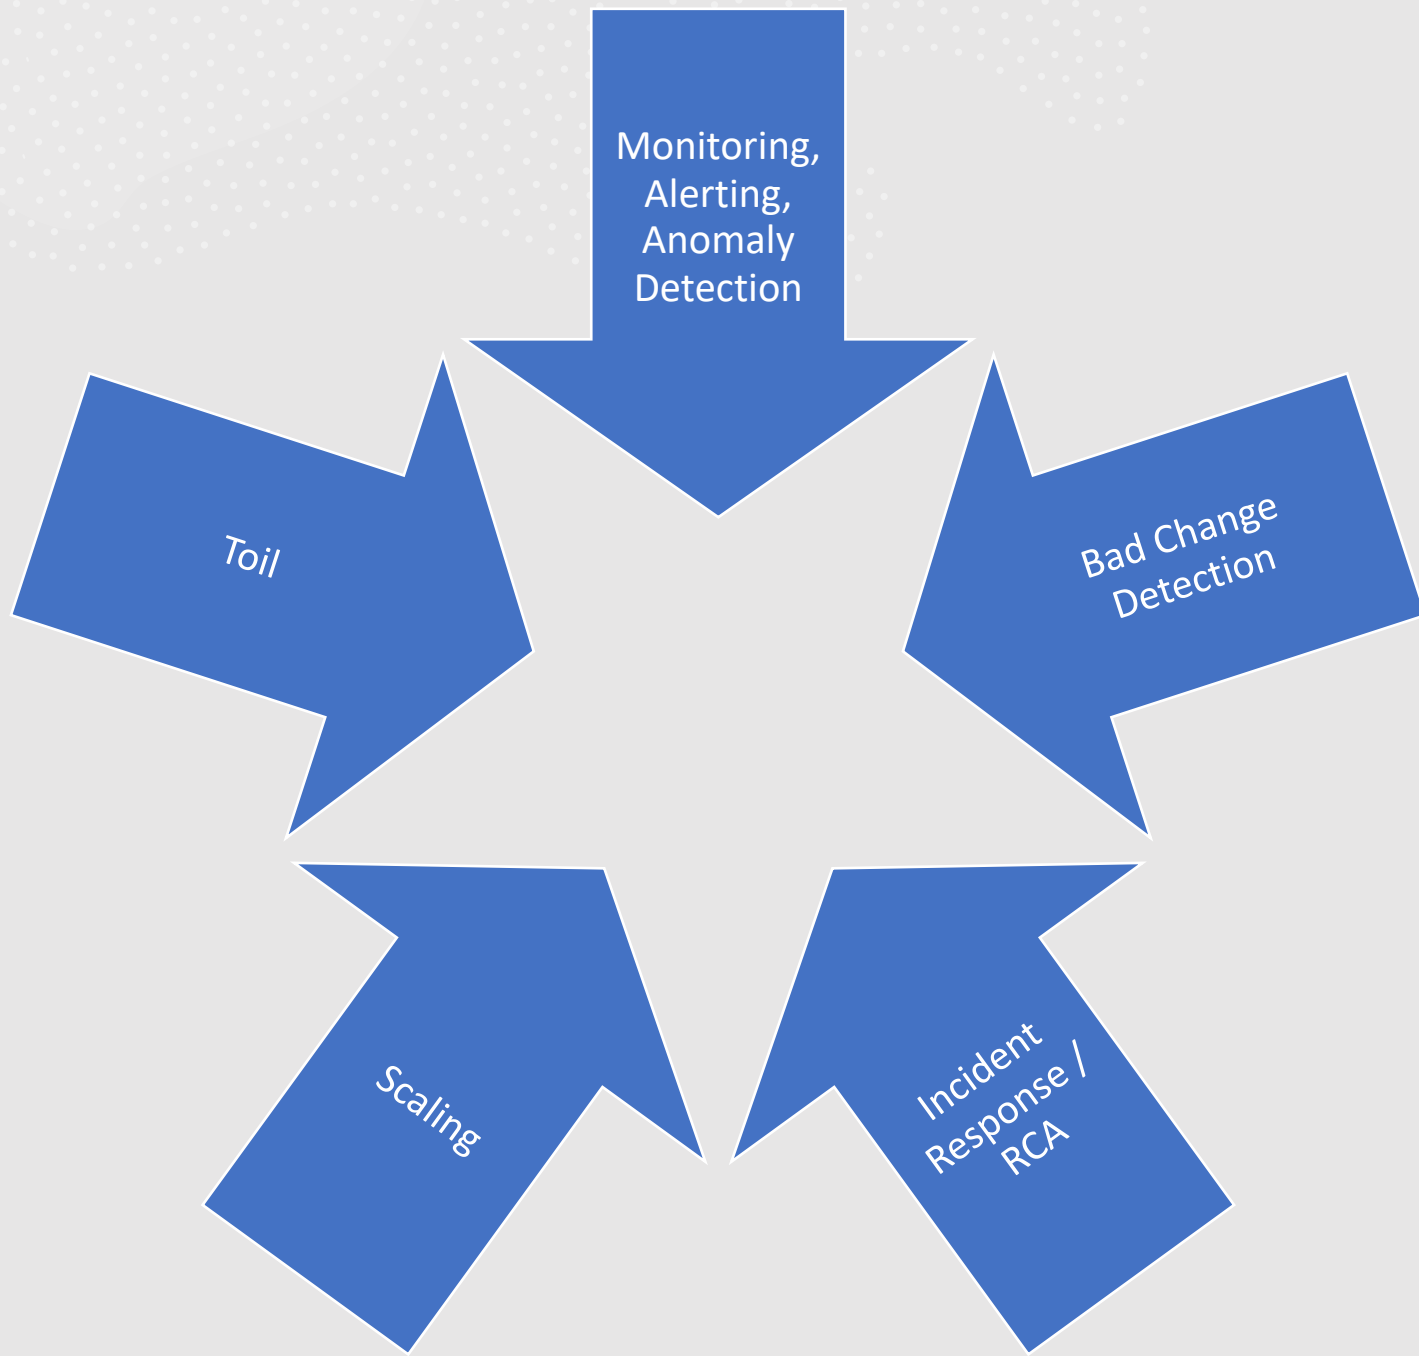 Monitoring,
Alerting,
Anomaly
Detection
Bad Change
Detection
Incident
Response /
RCA
Scaling
Toil